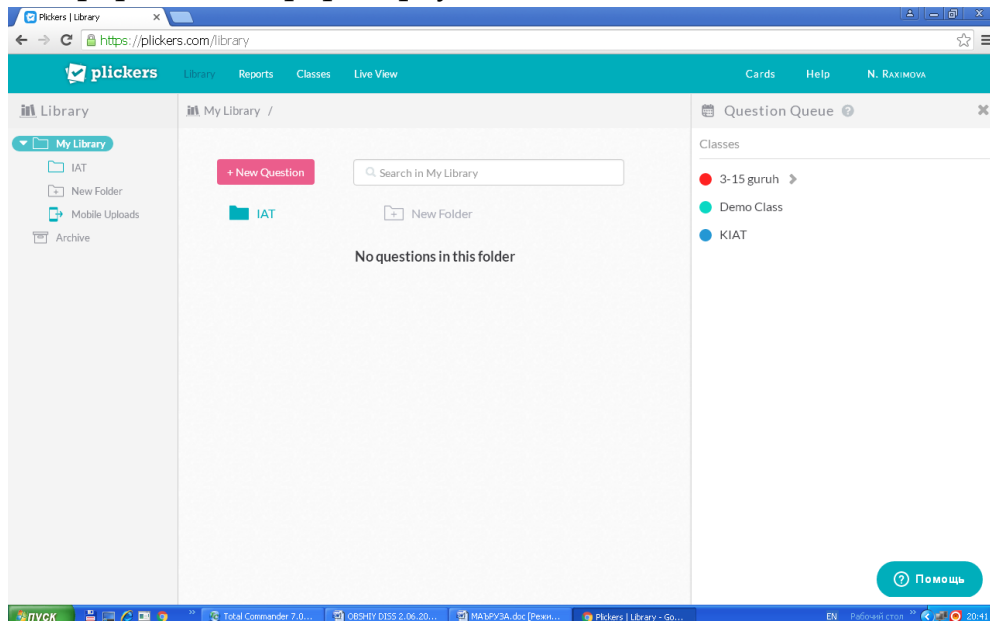 Plickers | Library
https://plickers.com/library
plickers
Library Reports Classes Live View
Cards Help N. RAXIMOVA
Library
My Library
IAT
New Folder
Mobile Uploads
Archive
My Library /
+ New Question
Search in My Library
IAT
New Folder
No questions in this folder
Question Queue
Classes
3-15 guruh
Demo Class
KIAT
Помощь
пуск
Total Commander 7.0...
OBSHIY DISS 2.06.20...
МАЪРУЗА.doc [Режи...
Plickers | Library - Go...
EN
Рабочий стол
20:41